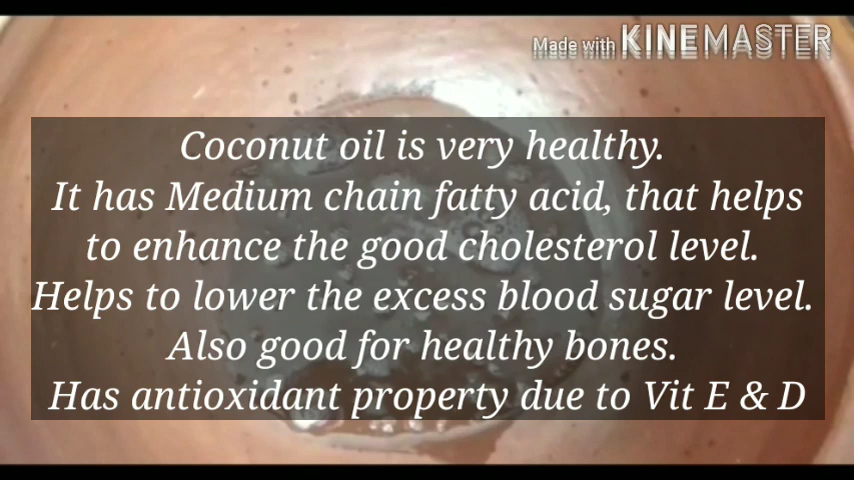 Made with KINEMASTER
Coconut oil is very healthy.
It has Medium chain fatty acid, that helps
to enhance the good cholesterol level.
Helps to lower the excess blood sugar level.
Also good for healthy bones.
Has antioxidant property due to Vit E & D